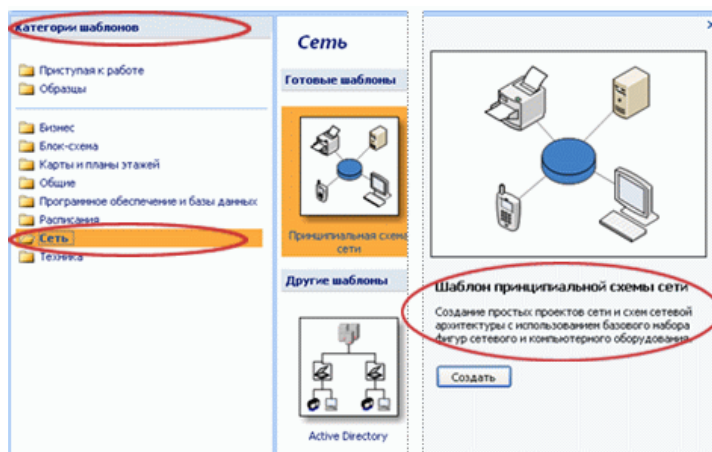 Категории шаблонов
Приступая к работе
Образцы
Бизнес
Блок-схема
Карты и планы этажей
Общие
Программное обеспечение и базы данных
Расписания
Сеть
Техника
Сеть
Готовые шаблоны
Принципиальная схема
сети
Другие шаблоны
Active Directory
Шаблон принципиальной схемы сети
Создание простых проектов сети и схем сетевой
архитектуры с использованием базового набора
фигур сетевого и компьютерного оборудования.
Создать